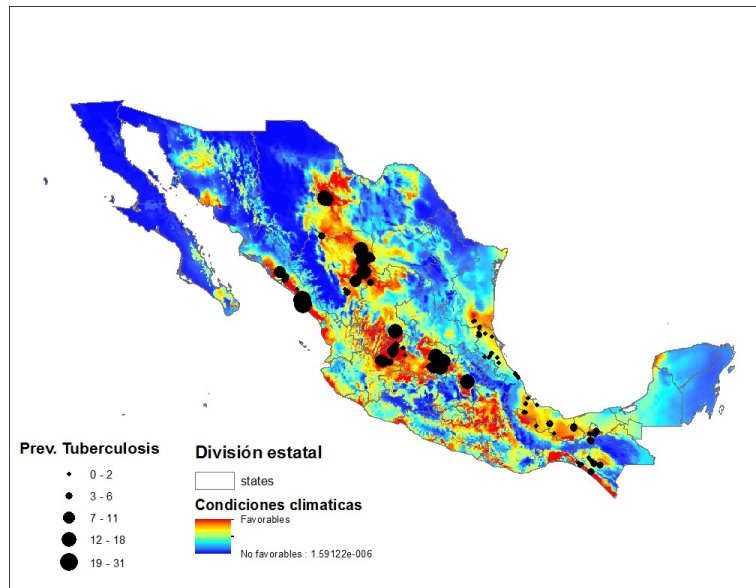 Prev. Tuberculosis
0 - 2
3 - 6
7 - 11
12 - 18
19 - 31
División estatal
states
Condiciones climaticas
Favorables
No favorables : 1.59122e-006